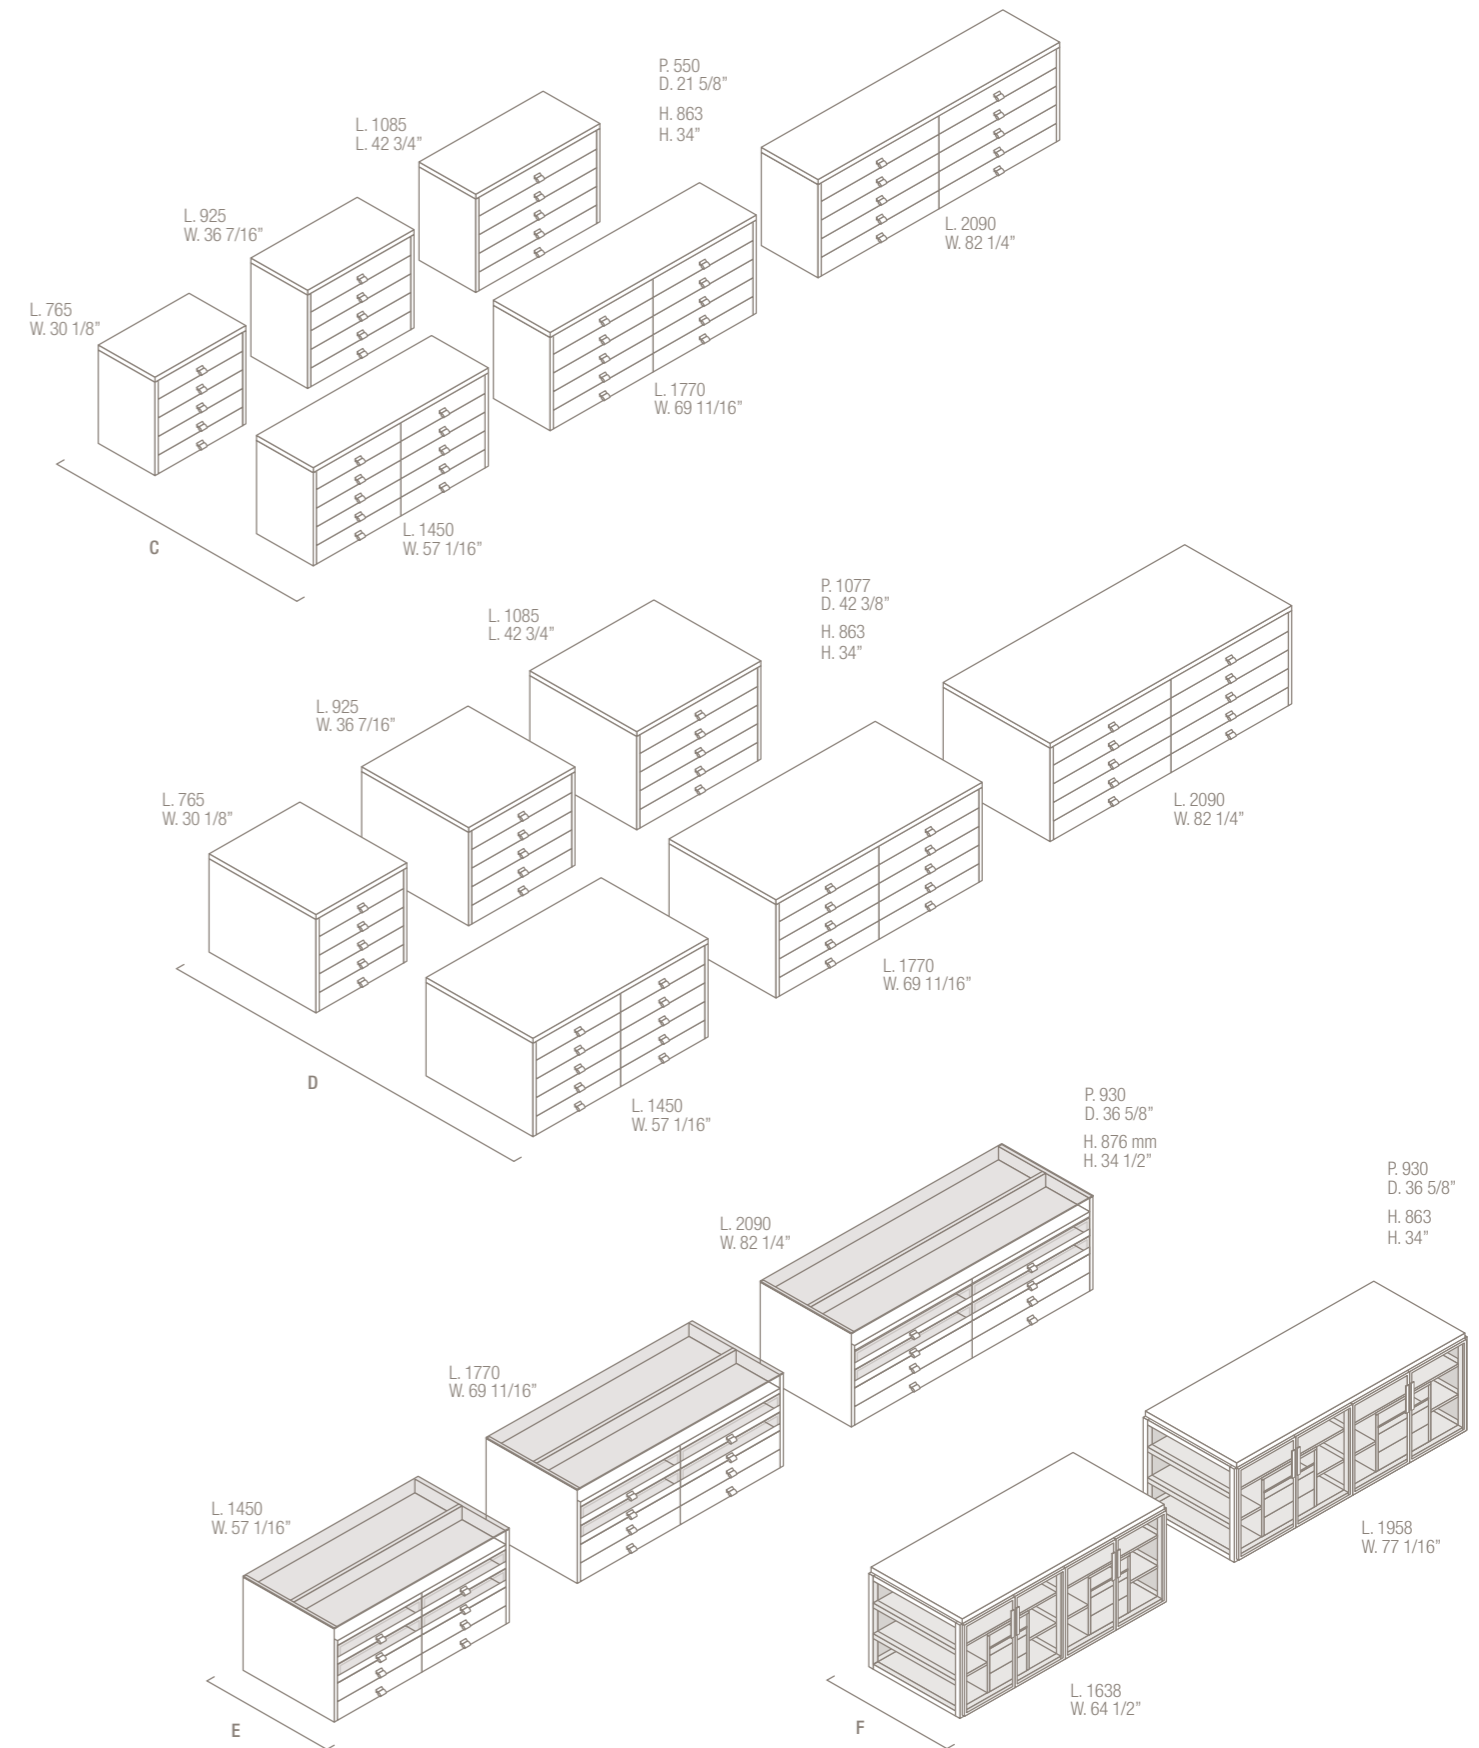 P. 550
D. 21 5/8”
H. 863
H. 34”
L. 1085
L. 42 3/4”
L. 925
W. 36 7/16”
L. 2090
W. 82 1/4”
L. 765
W. 30 1/8”
L. 1770
W. 69 11/16”
L. 1450
W. 57 1/16”
C
P. 1077
D. 42 3/8”
H. 863
H. 34”
L. 1085
L. 42 3/4”
L. 925
W. 36 7/16”
L. 765
W. 30 1/8”
L. 2090
W. 82 1/4”
L. 1770
W. 69 11/16”
L. 1450
W. 57 1/16”
D
P. 930
D. 36 5/8”
H. 876 mm
H. 34 1/2”
P. 930
D. 36 5/8”
H. 863
H. 34”
L. 2090
W. 82 1/4”
L. 1770
W. 69 11/16”
L. 1450
W. 57 1/16”
L. 1958
W. 77 1/16”
L. 1638
W. 64 1/2”
E
F